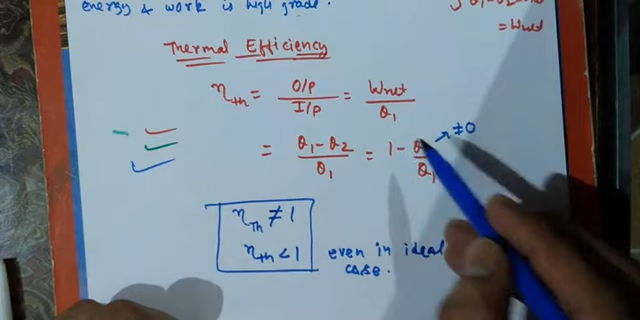 energy & work is high grade.
= Wnet
Thermal Efficiency
ηth = O/P / I/P = Wnet / Q1
= Q1 - Q2 / Q1 = 1 - Q / Q1 → ≠0
ηTh ≠ 1
ηth < 1 even in ideal
case.